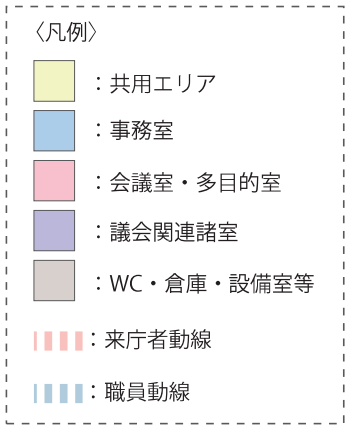 〈凡例〉
：共用エリア
：事務室
：会議室・多目的室
：議会関連諸室
：WC・倉庫・設備室等
：来庁者動線
：職員動線